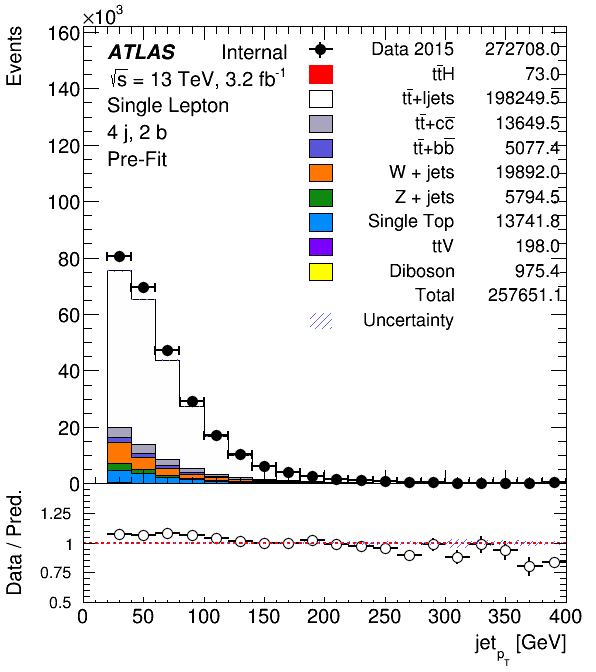 ×10³
Events
160
140
120
100
80
60
40
20
0
ATLAS Internal
√s = 13 TeV, 3.2 fb⁻¹
Single Lepton
4 j, 2 b
Pre-Fit
Data 2015 272708.0
tt̄H 73.0
tt̄+ljets 198249.5
tt̄+cc̄ 13649.5
tt̄+bb̄ 5077.4
W + jets 19892.0
Z + jets 5794.5
Single Top 13741.8
ttV 198.0
Diboson 975.4
Total 257651.1
Uncertainty
Data / Pred.
1.25
1
0.75
0.5
0 50 100 150 200 250 300 350 400
jet_pT [GeV]